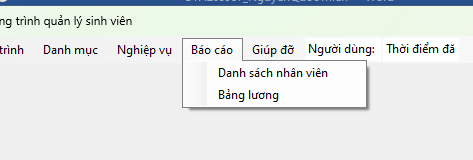 ng trình quản lý sinh viên
trình Danh mục Nghiệp vụ Báo cáo Giúp đỡ Người dùng: Thời điểm đă
Danh sách nhân viên
Bảng lương